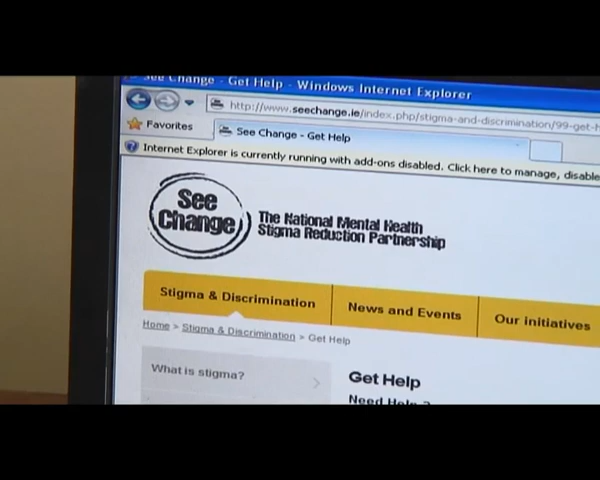 See Change - Get Help - Windows Internet Explorer
http://www.seechange.ie/index.php/stigma-and-discrimination/99-get-h
Favorites
See Change - Get Help
Internet Explorer is currently running with add-ons disabled. Click here to manage, disable
See
Change
The National Mental Health
Stigma Reduction Partnership
Stigma & Discrimination
News and Events
Our initiatives
Home > Stigma & Discrimination > Get Help
What is stigma?
Get Help
Need Help ?